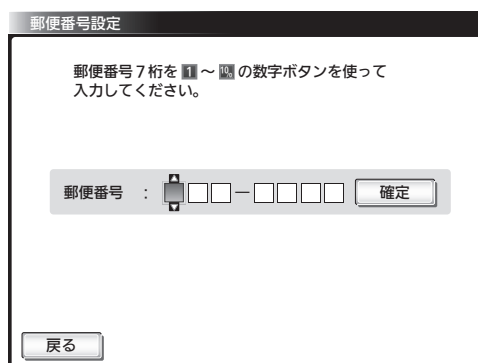 郵便番号設定
郵便番号7桁を 1 ～ 10 の数字ボタンを使って
入力してください。
郵便番号 : □□□－□□□□ 確定
戻る